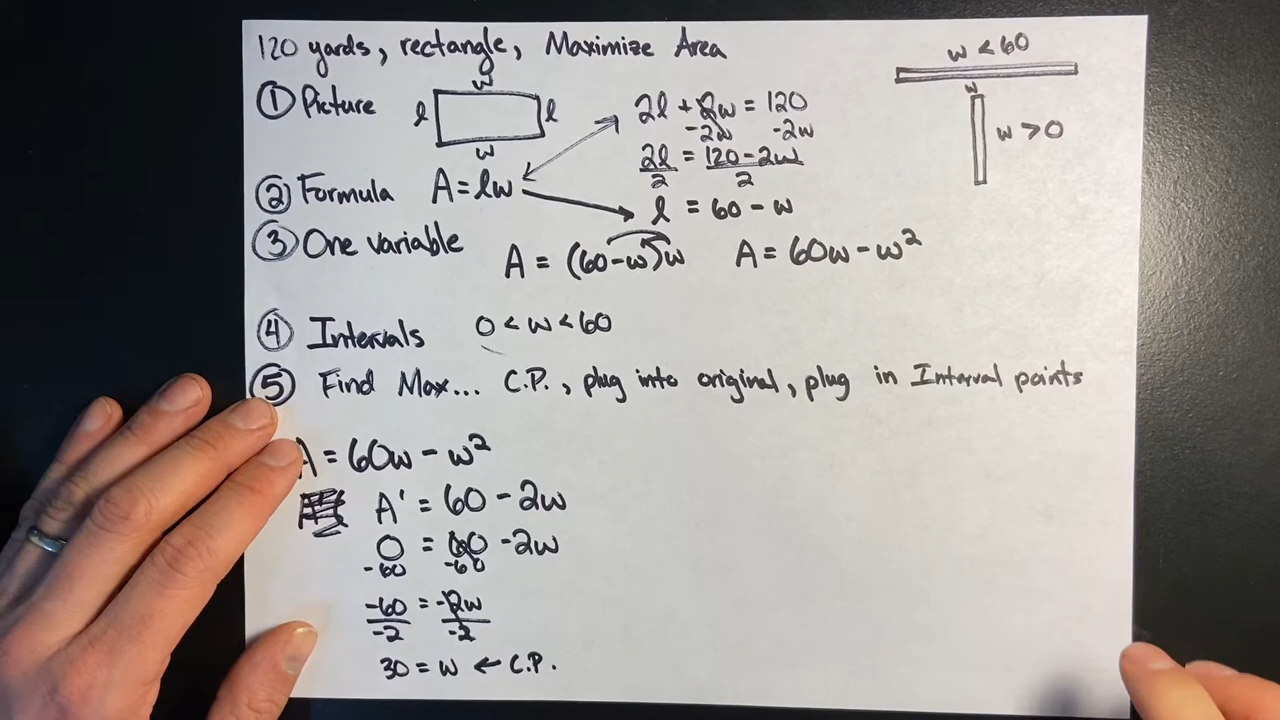 120 yards, rectangle, Maximize Area
w < 60
w
w > 0
① Picture
w
l
l
w
2l + 2w = 120
-2w -2w
2l = 120 - 2w
2 2
② Formula A = lw
l = 60 - w
③ One variable
A = (60-w)w A = 60w - w²
④ Intervals 0 < w < 60
⑤ Find Max... C.P., plug into original, plug in Interval points
A = 60w - w²
A' = 60 - 2w
0 = 60 - 2w
-60 -60
-60 = -2w
-2 -2
30 = w ← C.P.